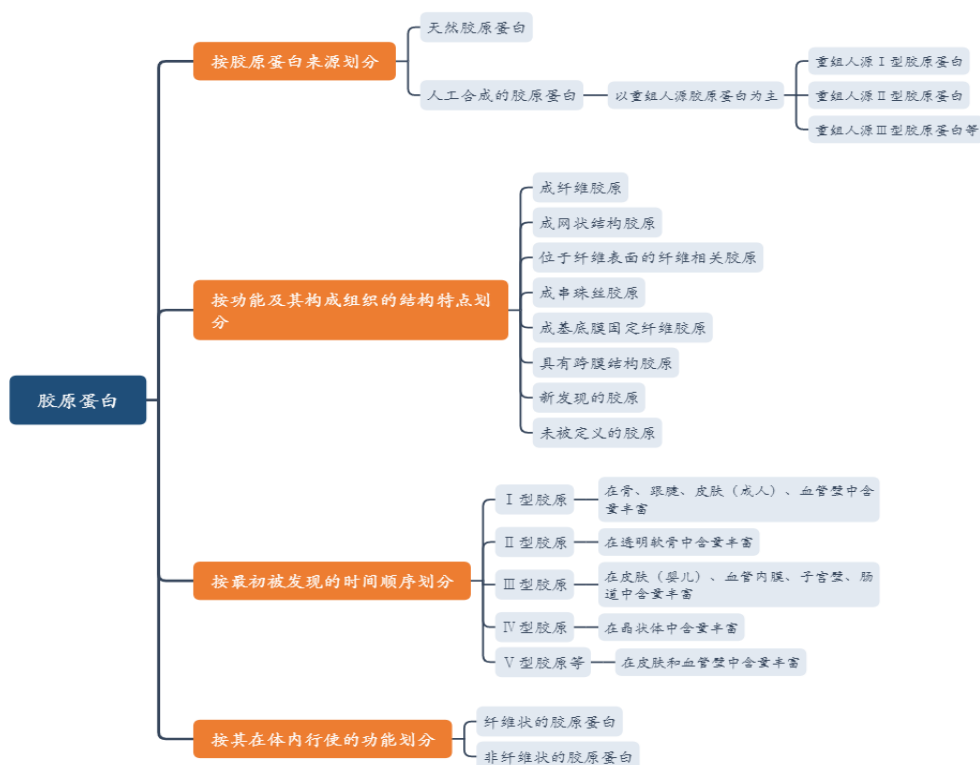 胶原蛋白
按胶原蛋白来源划分
天然胶原蛋白
人工合成的胶原蛋白
以重组人源胶原蛋白为主
重组人源Ⅰ型胶原蛋白
重组人源Ⅱ型胶原蛋白
重组人源Ⅲ型胶原蛋白等
按功能及其构成组织的结构特点划
分
成纤维胶原
成网状结构胶原
位于纤维表面的纤维相关胶原
成串珠丝胶原
成基底膜固定纤维胶原
具有跨膜结构胶原
新发现的胶原
未被定义的胶原
按最初被发现的时间顺序划分
Ⅰ型胶原
在骨、跟腱、皮肤（成人）、血管壁中含
量丰富
Ⅱ型胶原
在透明软骨中含量丰富
Ⅲ型胶原
在皮肤（婴儿）、血管内膜、子宫壁、肠
道中含量丰富
Ⅳ型胶原
在晶状体中含量丰富
Ⅴ型胶原等
在皮肤和血管壁中含量丰富
按其在体内行使的功能划分
纤维状的胶原蛋白
非纤维状的胶原蛋白